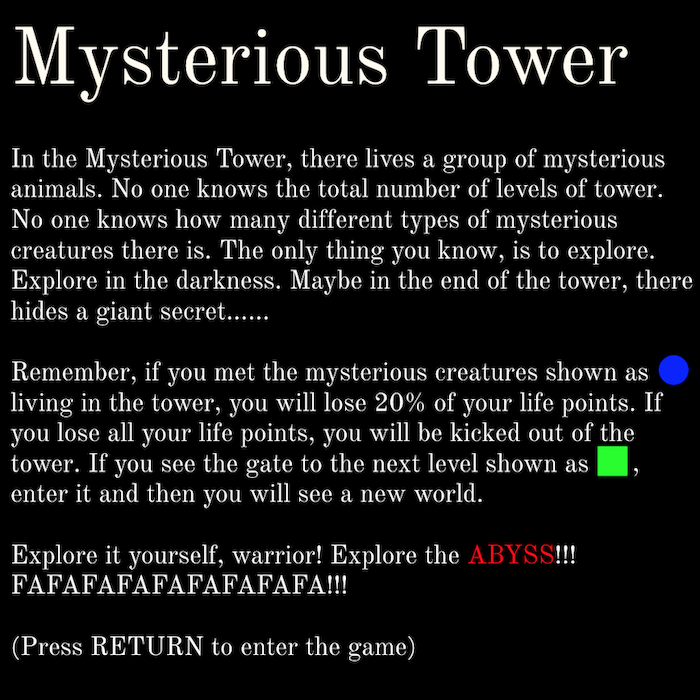 Mysterious Tower
In the Mysterious Tower, there lives a group of mysterious
animals. No one knows the total number of levels of tower.
No one knows how many different types of mysterious
creatures there is. The only thing you know, is to explore.
Explore in the darkness. Maybe in the end of the tower, there
hides a giant secret......
Remember, if you met the mysterious creatures shown as
living in the tower, you will lose 20% of your life points. If
you lose all your life points, you will be kicked out of the
tower. If you see the gate to the next level shown as ,
enter it and then you will see a new world.
Explore it yourself, warrior! Explore the ABYSS!!!
FAFAFAFAFAFAFAFAFA!!!
(Press RETURN to enter the game)